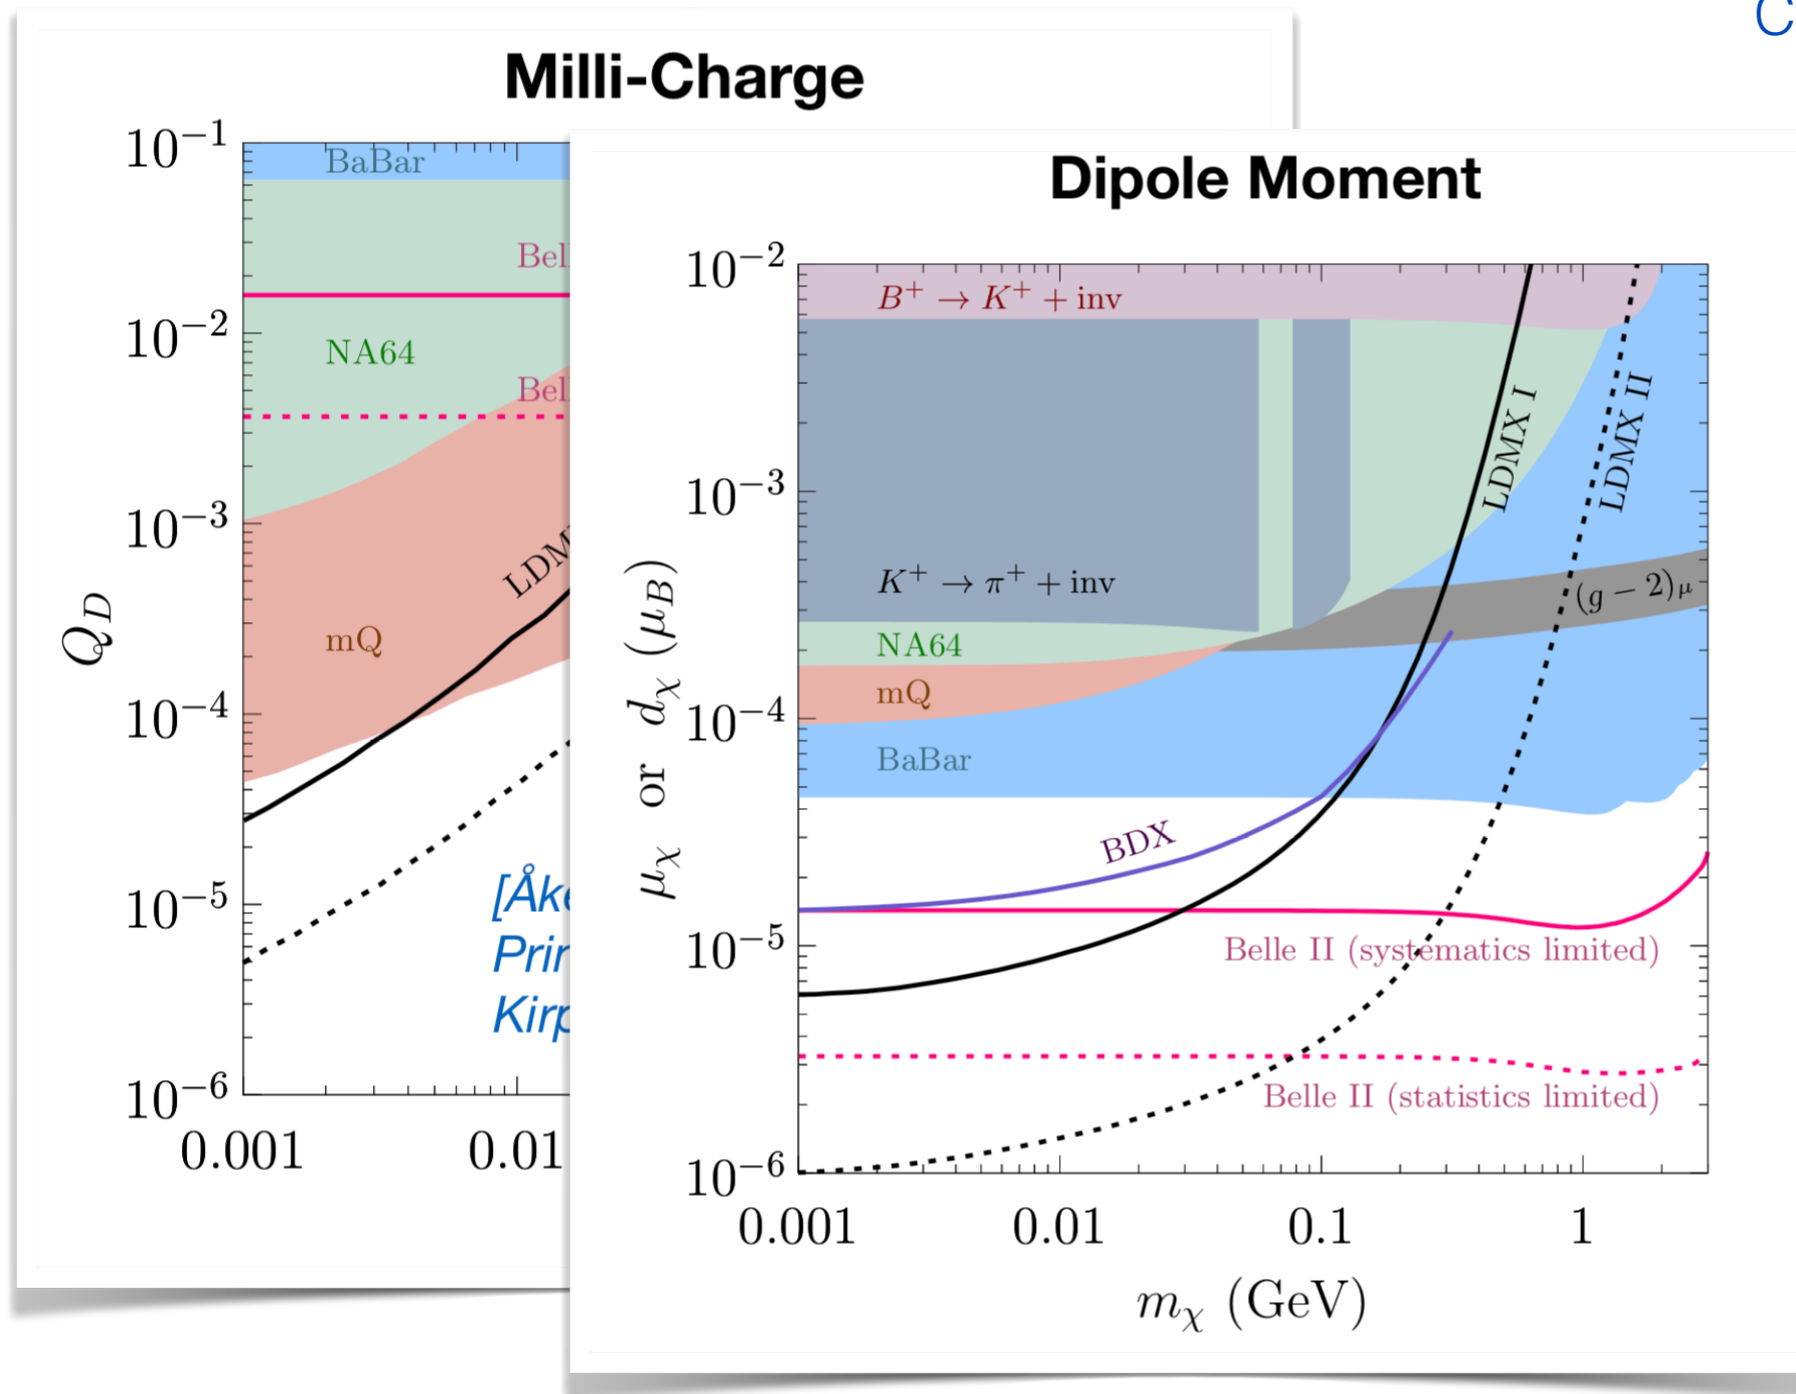 C
Milli-Charge
10⁻¹
10⁻²
10⁻³
10⁻⁴
10⁻⁵
10⁻⁶
Q_D
BaBar
Bel
NA64
Bel
LDM
mQ
[Åke
Prin
Kirp
0.001 0.01
Dipole Moment
10⁻²
10⁻³
10⁻⁴
10⁻⁵
10⁻⁶
μ_χ or d_χ (μ_B)
B⁺ → K⁺ + inv
LDMX I
LDMX II
K⁺ → π⁺ + inv
(g − 2)_μ
NA64
mQ
BaBar
BDX
Belle II (systematics limited)
Belle II (statistics limited)
0.001 0.01 0.1 1
m_χ (GeV)